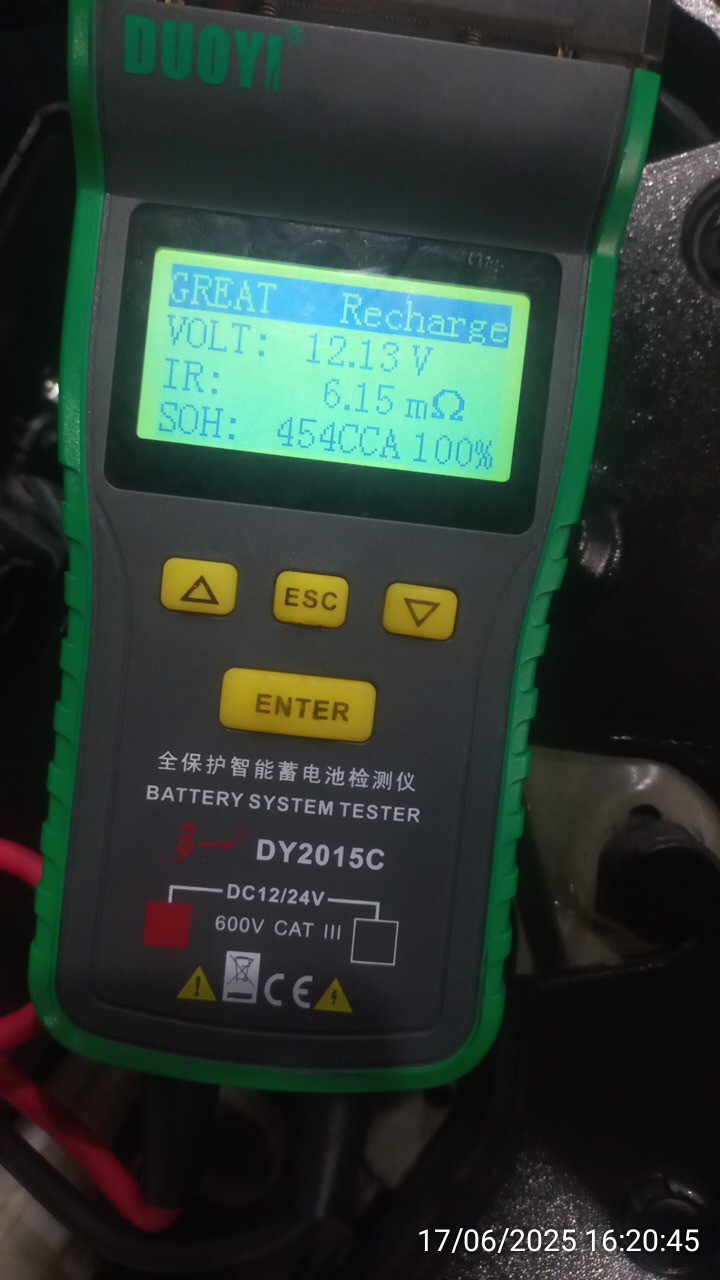 DUOYI®
GREAT Recharge
VOLT: 12.13 V
IR: 6.15 mΩ
SOH: 454CCA 100%
ESC
ENTER
全保护智能蓄电池检测仪
BATTERY SYSTEM TESTER
多一® DY2015C
DC12/24V
600V CAT III
CE
17/06/2025 16:20:45